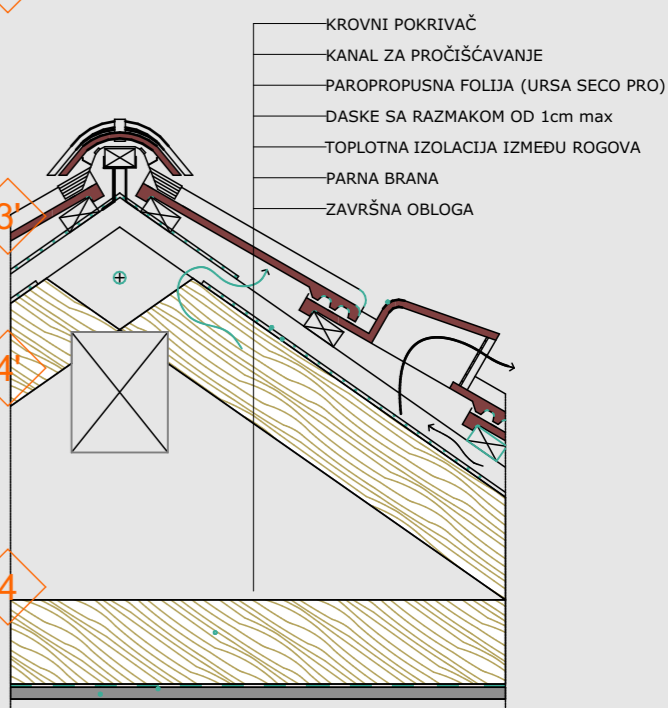 KROVNI POKRIVAČ
KANAL ZA PROČIŠĆAVANJE
PAROPROPUSNA FOLIJA (URSA SECO PRO)
DASKE SA RAZMAKOM OD 1cm max
TOPLOTNA IZOLACIJA IZMEĐU ROGOVA
PARNA BRANA
ZAVRŠNA OBLOGA
3'
4'
4